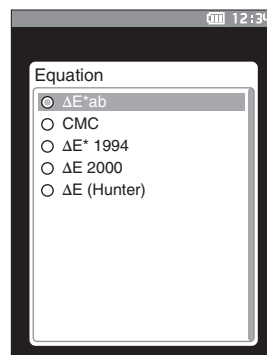 12:34
Equation
ΔE*ab
CMC
ΔE* 1994
ΔE 2000
ΔE (Hunter)